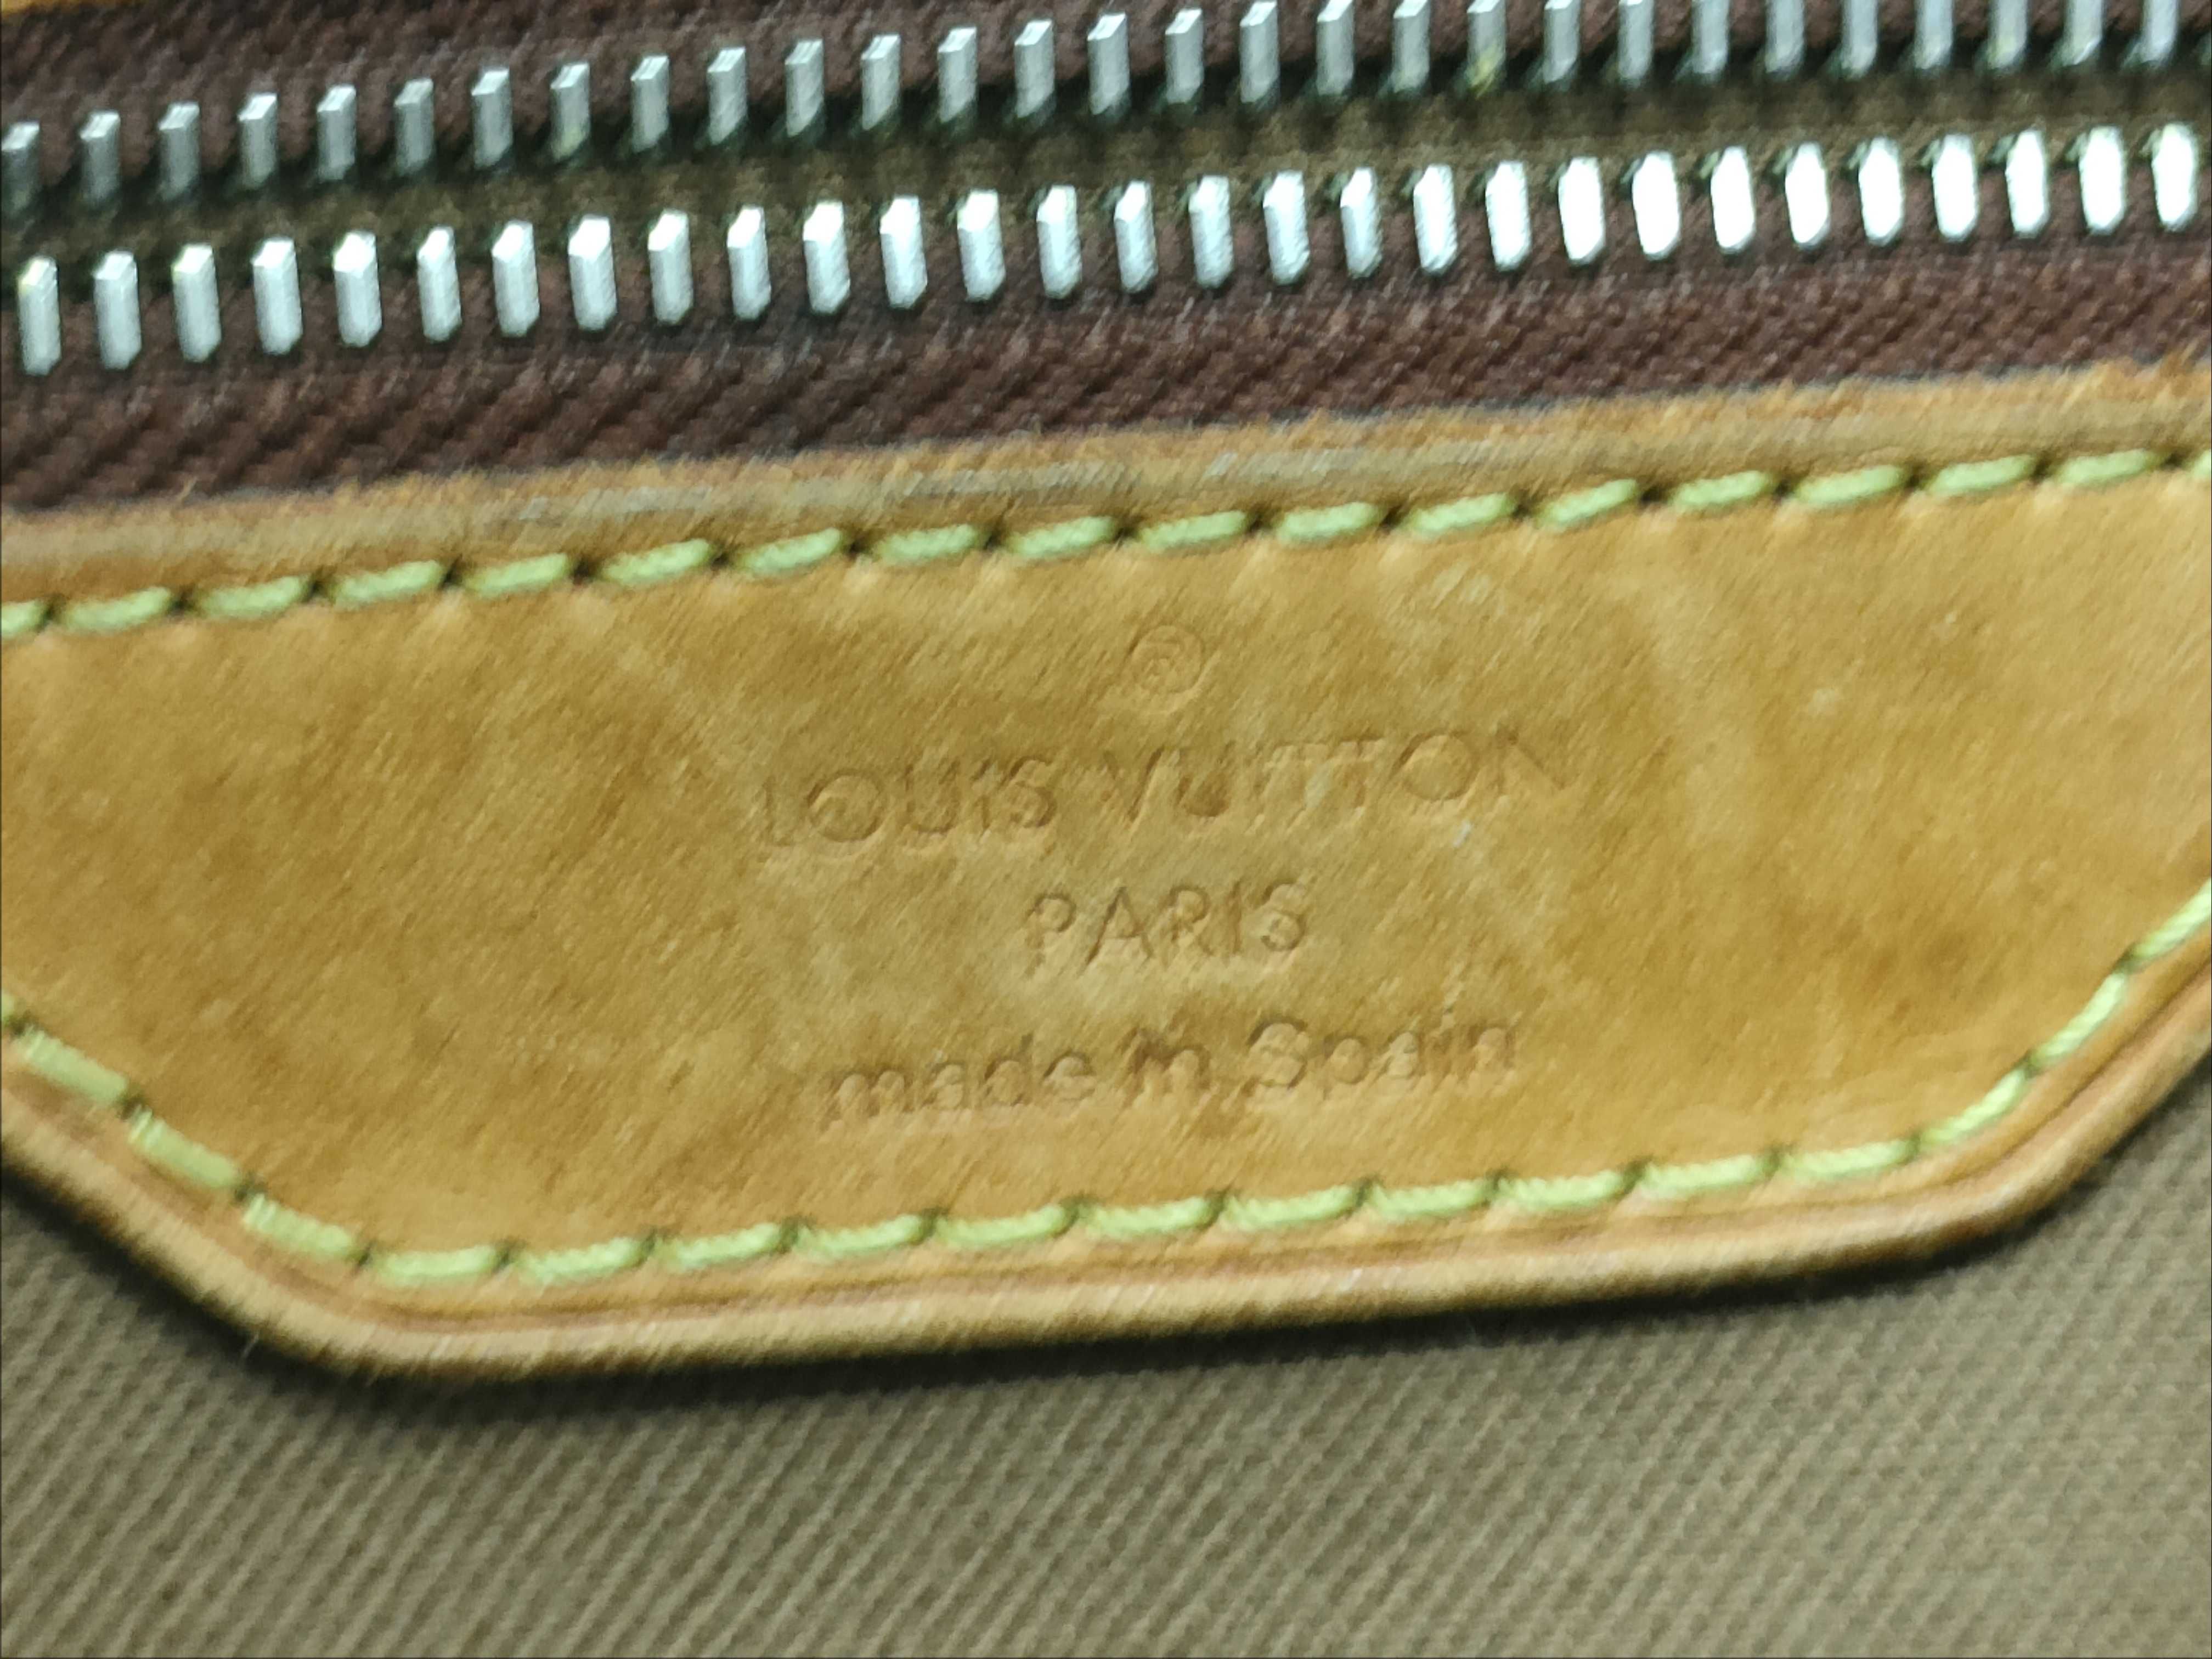 ®
LOUIS VUITTON
PARIS
made in Spain